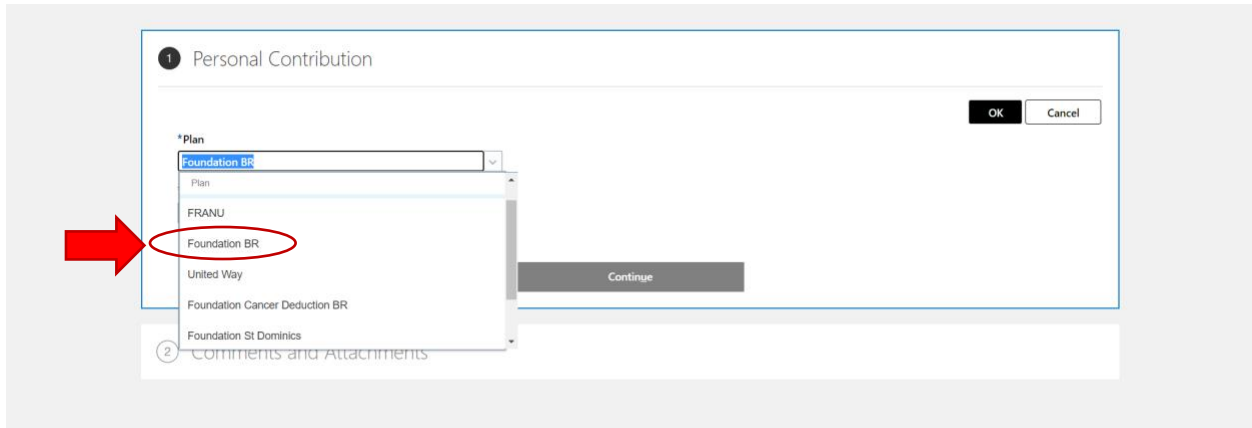 1 Personal Contribution
OK Cancel
*Plan
Foundation BR
Plan
FRANU
Foundation BR
United Way
Continue
Foundation Cancer Deduction BR
Foundation St Dominics
2 Comments and Attachments